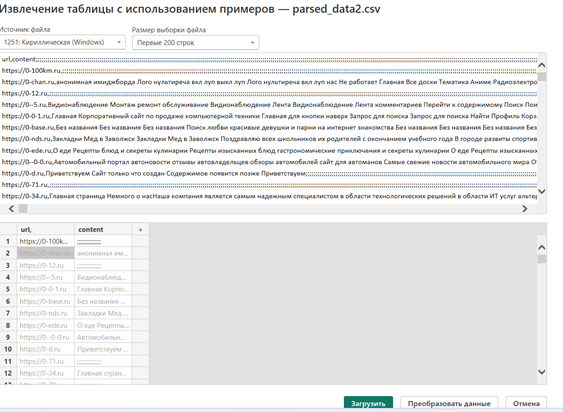 Извлечение таблицы с использованием примеров — parsed_data2.csv
Источник файла
Размер выборки файла
1251: Кириллическая (Windows)
Первые 200 строк
url,content;;;;;;;;;;;;;;;;;;;;
https://0-100km.ru,;;;;;;;;;;;;;;;;;;;;
https://0-chan.ru,анонимная имиджборда Лого нультиреча вкл луп выкл луп Лого нультиреча вкл луп нас Не работает Главная Все доски Тематика Аниме Радиоэлектро
https://0-12.ru,;;;;;;;;;;;;;;;;;;;;
https://0--5.ru,Видионаблюдение Монтаж ремонт обслуживание Видионаблюдение Лента Видионаблюдение Лента комментариев Перейти к содержимому Поиск Пои
https://0-0-1.ru,Главная Корпоративный сайт по продаже компьютерной техники Главная для кнопки наверх Запрос для поиска Запрос для поиска Найти Профиль Корз
https://0-base.ru,Без названия Без названия Без названия Поиск любви красивые девушки и парни на интернет знакомства Без названия Без названия Без названия Без
https://0-nds.ru,Закладки Мед в Заволжск Закладки Мед в Заволжск Поздравляю всех школьников их родителей и учителей с началом учебного года В городе развити спортив
https://0-ede.ru,О еде Рецепты блюд и секреты кулинарии Рецепты блюд гастрономические приключения и секреты кулинарии О еде Рецепты изысканных
https://0--0-0.ru,Автомобильный портал автоновости отзывы автовладельцев обзоры автомобилей сайт для автоманов Самые свежие новости автомобильного мира О
https://0-d.ru,Приветствуем Сайт только что создан Содержимое появится позже Приветствуем;;;;;;;;;;;;;;;;;;;;
https://0-71.ru,;;;;;;;;;;;;;;;;;;;;
https://0-34.ru,Главная страница Немного о насНаша компания является самым надежным специалистом в области технологических решений в области ИТ услуг альтер
url,
content
+
1 https://0-100k... ;;;;;;;;;;
2 https://0-chan.ru анонимная им...
3 https://0-12.ru ;;;;;;;;;;
4 https://0--5.ru Видионаблюд...
5 https://0-0-1.ru Главная Корпо...
6 https://0-base.ru Без названия ...
7 https://0-nds.ru Закладки Мед ...
8 https://0-ede.ru О еде Рецепты...
9 https://0--0-0.ru Автомобильн...
10 https://0-d.ru Приветствуем ...
11 https://0-71.ru ;;;;;;;;;;
12 https://0-34.ru Главная стран...
Загрузить
Преобразовать данные
Отмена